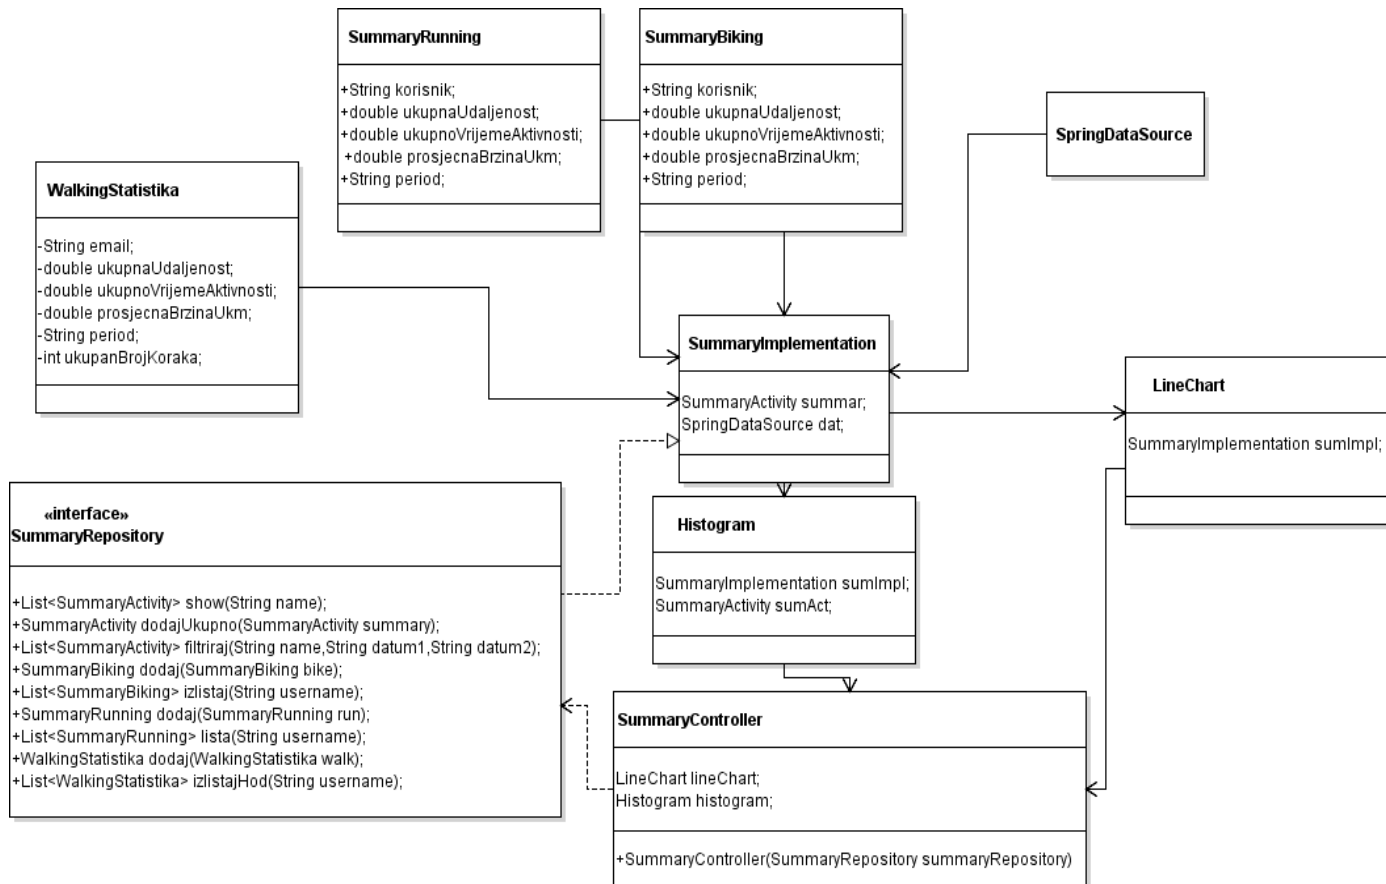 SummaryRunning
+String korisnik;
+double ukupnaUdaljenost;
+double ukupnoVrijemeAktivnosti;
+double prosjecnaBrzinaUkm;
+String period;
SummaryBiking
+String korisnik;
+double ukupnaUdaljenost;
+double ukupnoVrijemeAktivnosti;
+double prosjecnaBrzinaUkm;
+String period;
SpringDataSource
WalkingStatistika
-String email;
-double ukupnaUdaljenost;
-double ukupnoVrijemeAktivnosti;
-double prosjecnaBrzinaUkm;
-String period;
-int ukupanBrojKoraka;
SummaryImplementation
SummaryActivity summar;
SpringDataSource dat;
LineChart
SummaryImplementation sumImpl;
«interface»
SummaryRepository
+List<SummaryActivity> show(String name);
+SummaryActivity dodajUkupno(SummaryActivity summary);
+List<SummaryActivity> filtriraj(String name,String datum1,String datum2);
+SummaryBiking dodaj(SummaryBiking bike);
+List<SummaryBiking> izlistaj(String username);
+SummaryRunning dodaj(SummaryRunning run);
+List<SummaryRunning> lista(String username);
+WalkingStatistika dodaj(WalkingStatistika walk);
+List<WalkingStatistika> izlistajHod(String username);
Histogram
SummaryImplementation sumImpl;
SummaryActivity sumAct;
SummaryController
LineChart lineChart;
Histogram histogram;
+SummaryController(SummaryRepository summaryRepository)